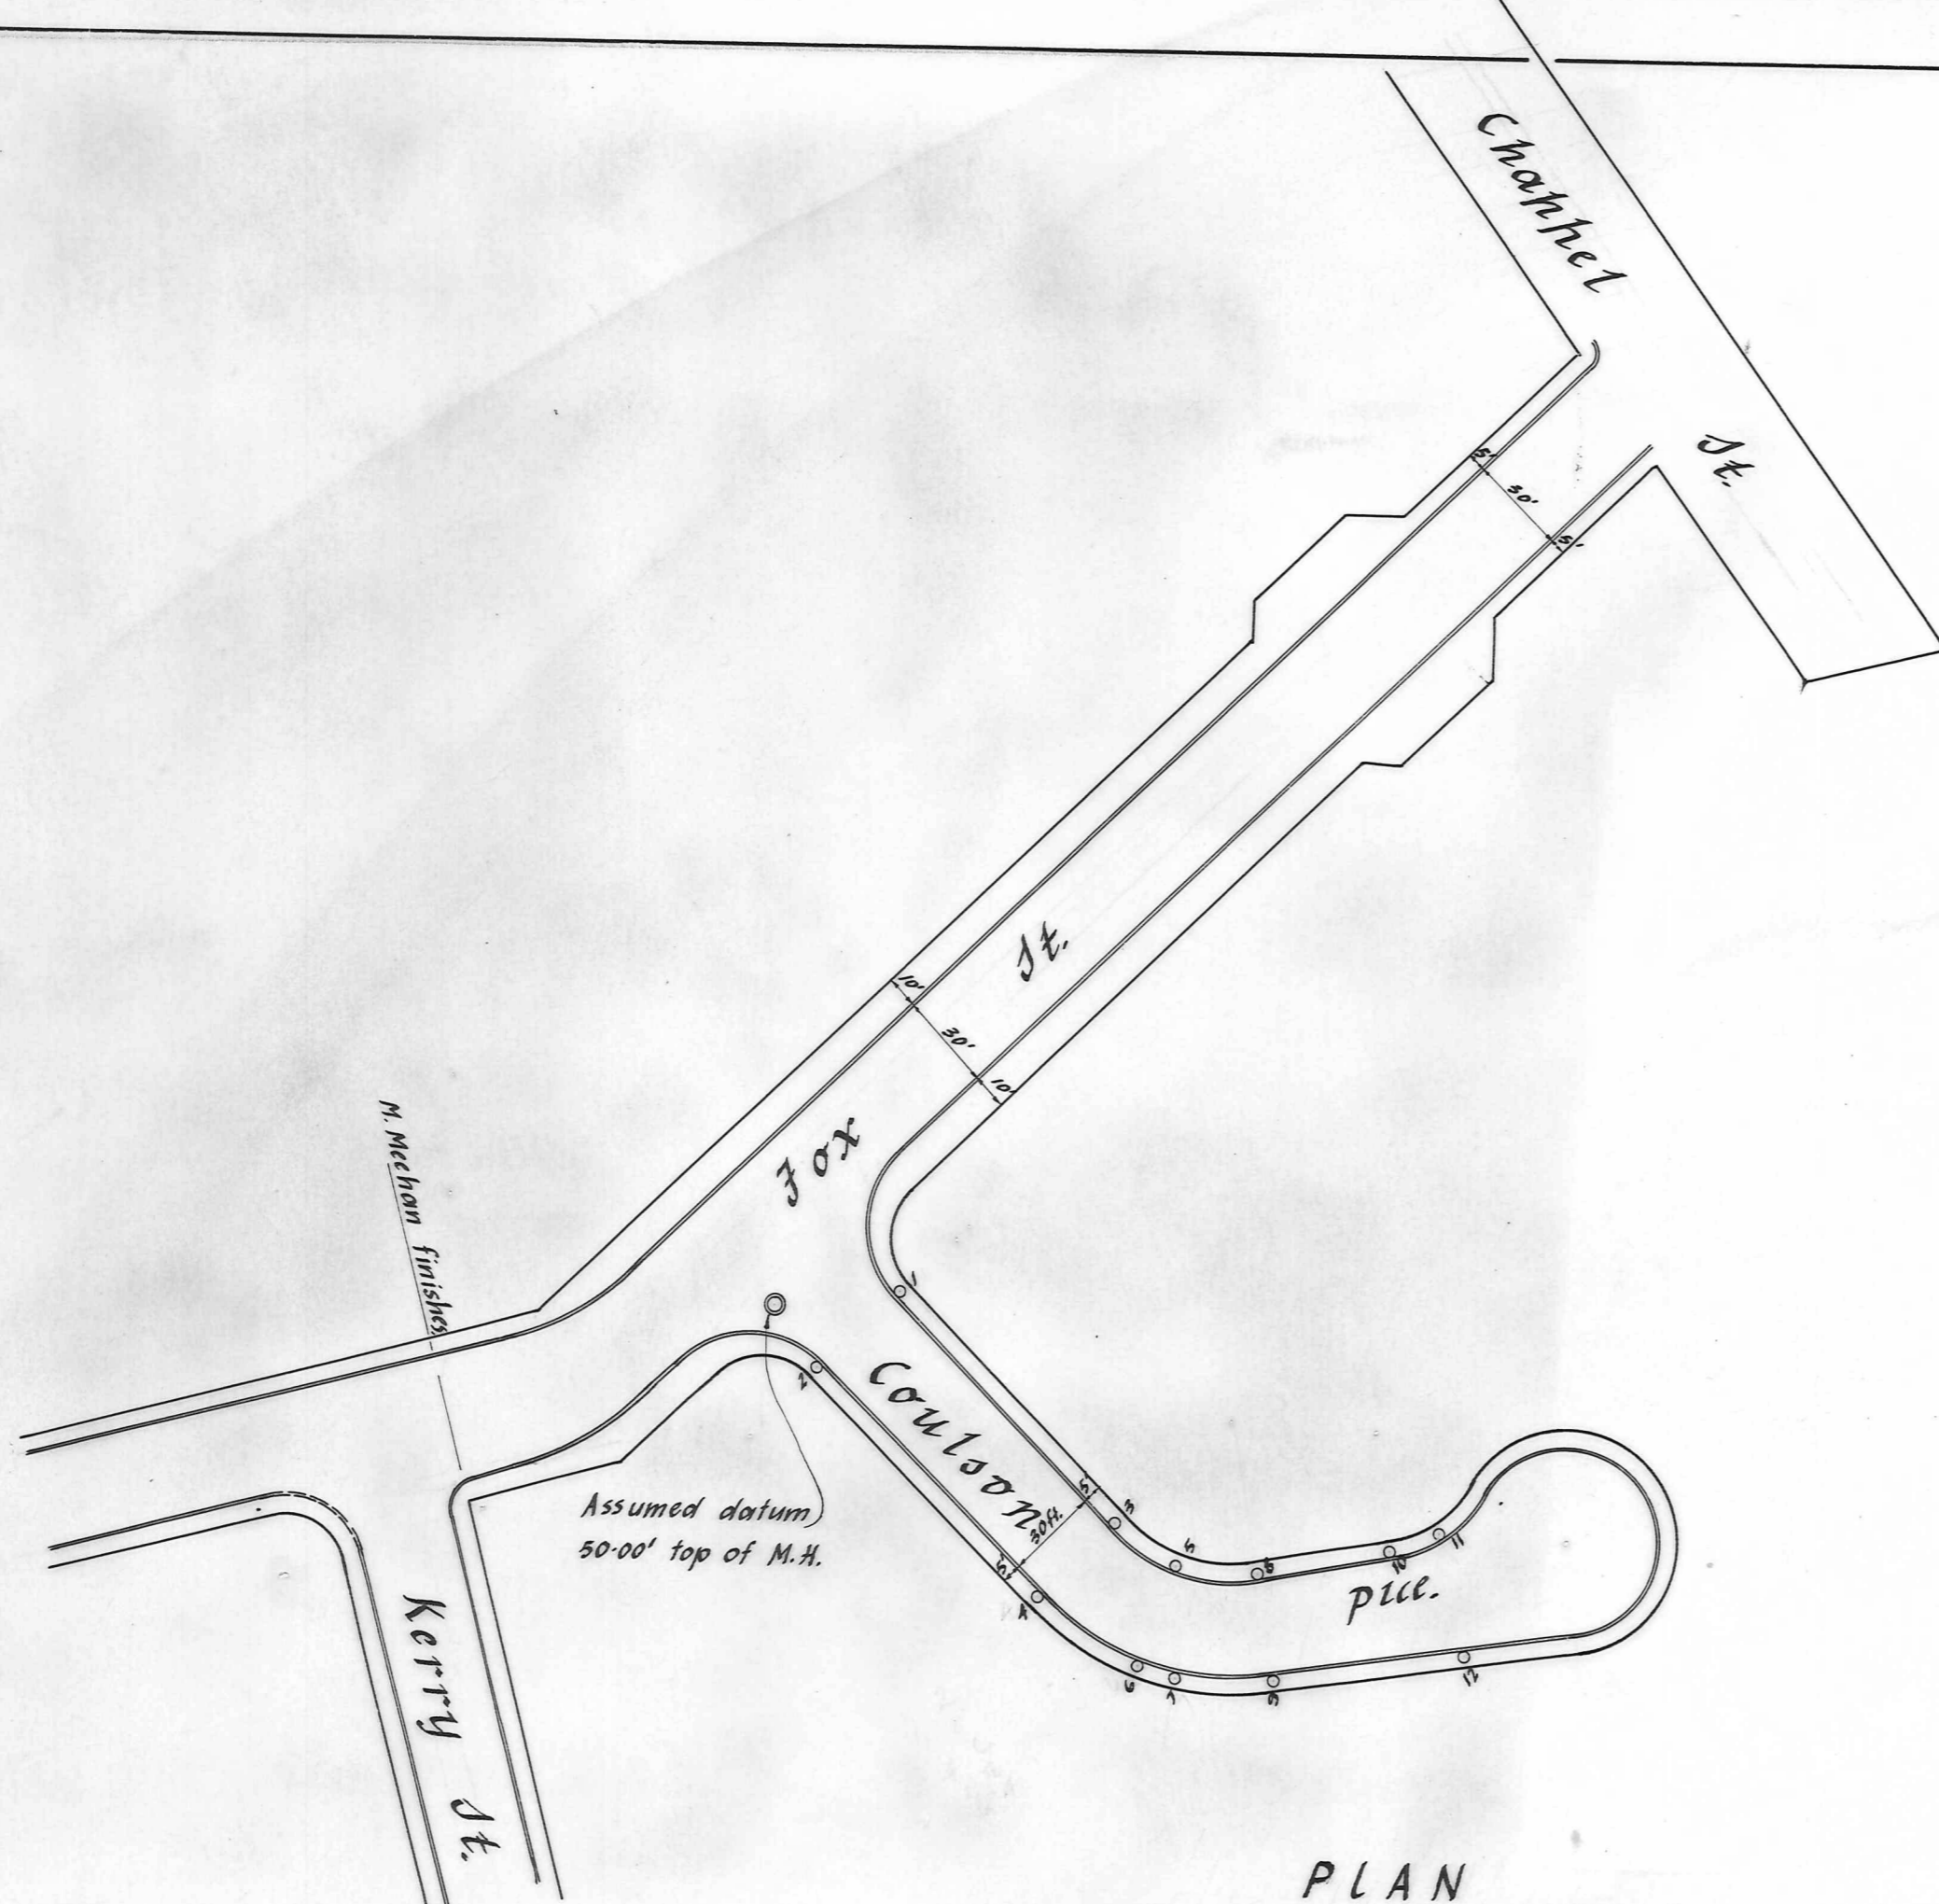 Channel
St.
5'
30'
5'
St.
10'
30'
10'
Fox
M. Meehan finishes.
1
2
Coulson
5'
30ft.
5'
3
4
5
6
7
8
9
10
11
12
Plce.
Assumed datum
50·00' top of M.H.
Kerry St.
PLAN